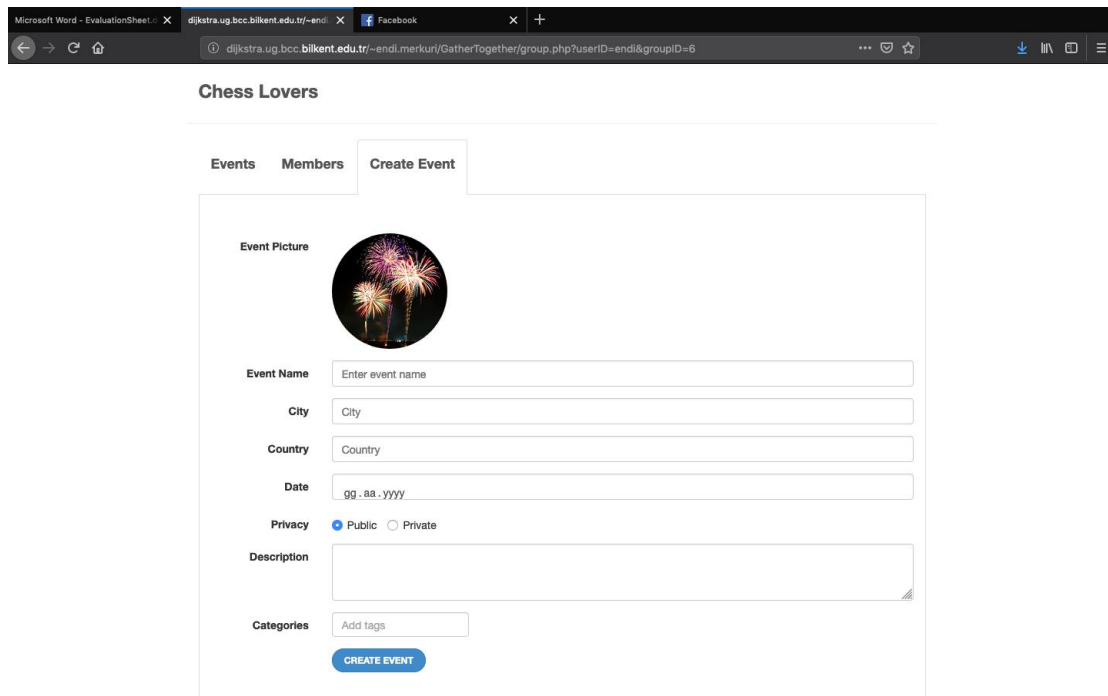 Microsoft Word - EvaluationSheet.d
dijkstra.ug.bcc.bilkent.edu.tr/~endi.
Facebook
dijkstra.ug.bcc.bilkent.edu.tr/~endi.merkuri/GatherTogether/group.php?userID=endi&groupID=6
Chess Lovers
Events Members Create Event
Event Picture
Event Name Enter event name
City City
Country Country
Date gg.aa.yyyy
Privacy Public Private
Description
Categories Add tags
CREATE EVENT